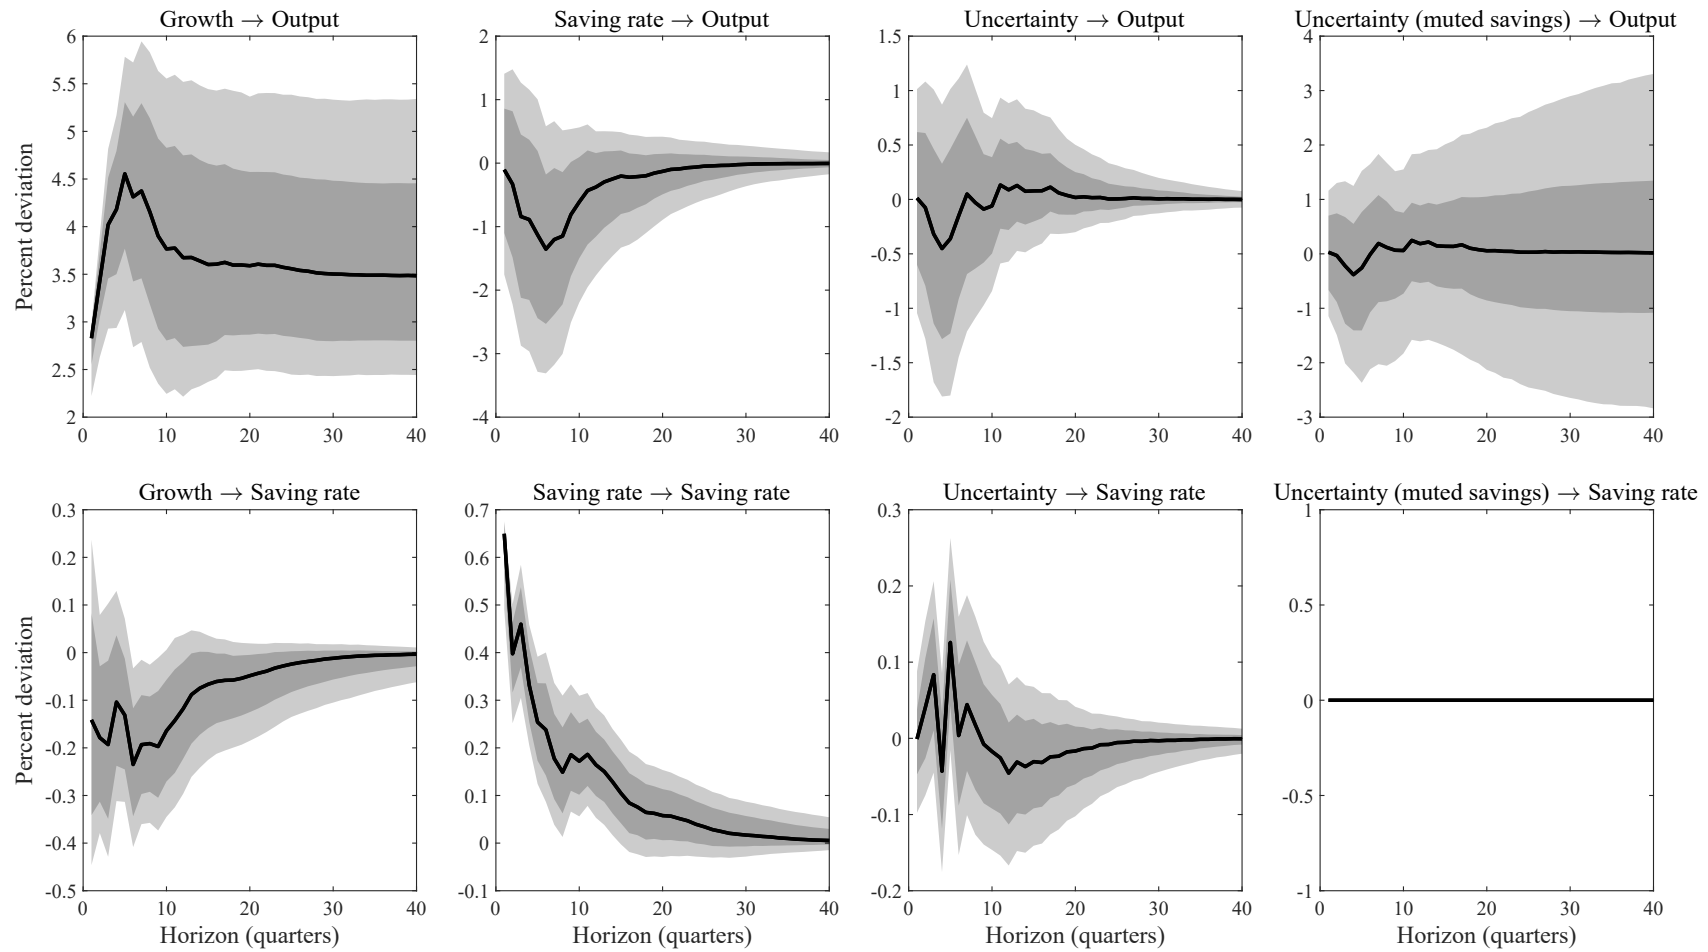 Growth → Output
Saving rate → Output
Uncertainty → Output
Uncertainty (muted savings) → Output
Percent deviation
6
5.5
5
4.5
4
3.5
3
2.5
2
0 10 20 30 40
2
1
0
-1
-2
-3
-4
0 10 20 30 40
1.5
1
0.5
0
-0.5
-1
-1.5
-2
0 10 20 30 40
4
3
2
1
0
-1
-2
-3
0 10 20 30 40
Growth → Saving rate
Saving rate → Saving rate
Uncertainty → Saving rate
Uncertainty (muted savings) → Saving rate
Percent deviation
0.3
0.2
0.1
0
-0.1
-0.2
-0.3
-0.4
-0.5
0 10 20 30 40
Horizon (quarters)
0.7
0.6
0.5
0.4
0.3
0.2
0.1
0
-0.1
0 10 20 30 40
Horizon (quarters)
0.3
0.2
0.1
0
-0.1
-0.2
0 10 20 30 40
Horizon (quarters)
1
0.5
0
-0.5
-1
0 10 20 30 40
Horizon (quarters)